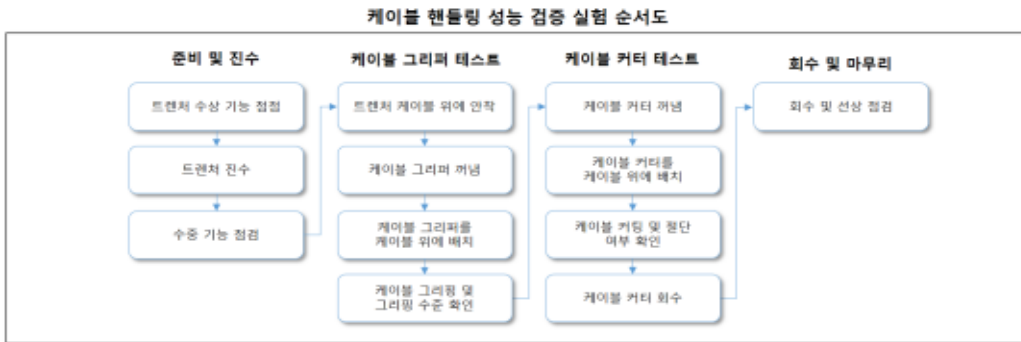 케이블 핸들링 성능 검증 실험 순서도
준비 및 진수
트렌처 수상 기능 점점
트렌처 진수
수중 기능 점검
케이블 그리퍼 테스트
트렌처 케이블 위에 안착
케이블 그리퍼 꺼냄
케이블 그리퍼를
케이블 위에 배치
케이블 그리핑 및
그리핑 수준 확인
케이블 커터 테스트
케이블 커터 꺼냄
케이블 커터를
케이블 위에 배치
케이블 커팅 및 절단
여부 확인
케이블 커터 회수
회수 및 마무리
회수 및 선상 점검